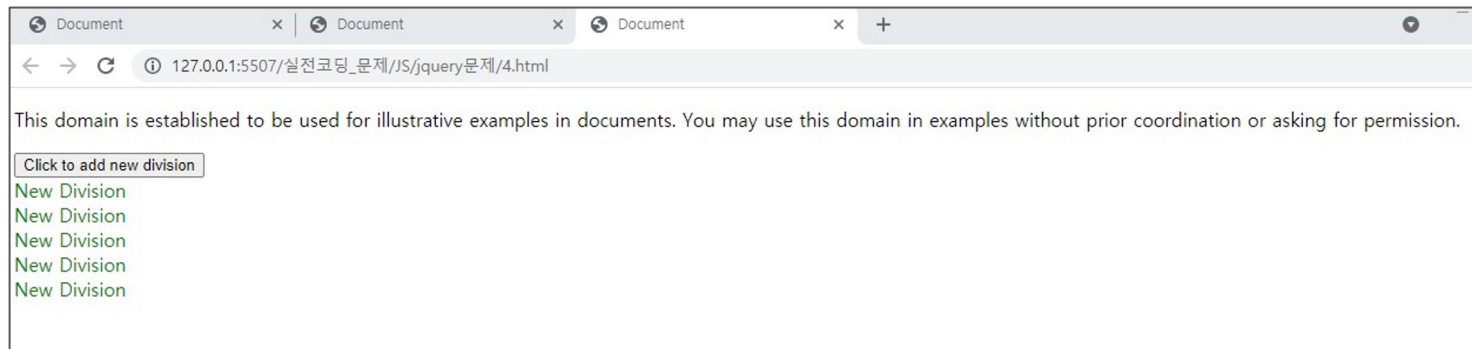 Document Document Document
127.0.0.1:5507/실전코딩_문제/JS/jquery문제/4.html
This domain is established to be used for illustrative examples in documents. You may use this domain in examples without prior coordination or asking for permission.
Click to add new division
New Division
New Division
New Division
New Division
New Division